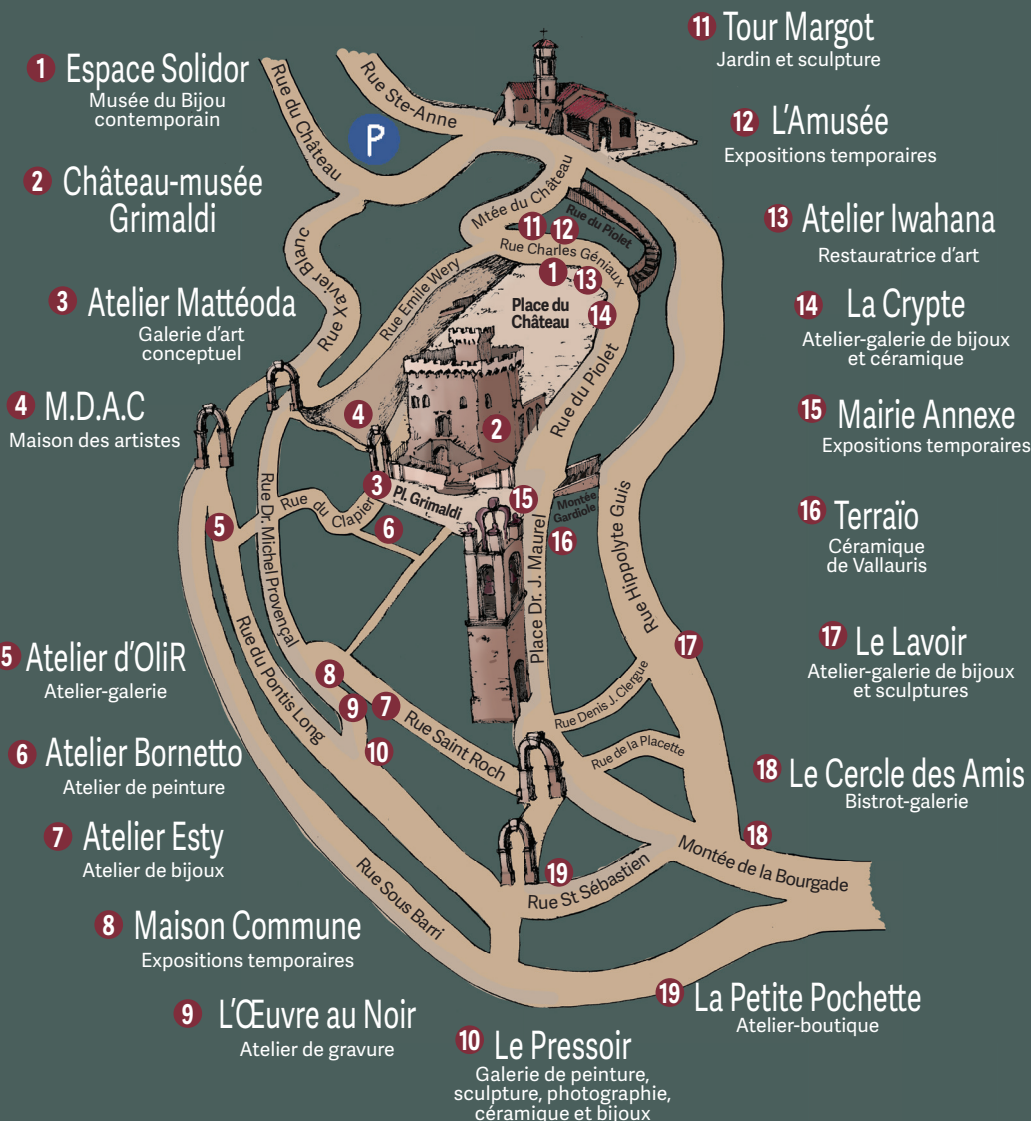 1 Espace Solidor
Musée du Bijou
contemporain
2 Château-musée
Grimaldi
3 Atelier Mattéoda
Galerie d'art
conceptuel
4 M.D.A.C
Maison des artistes
5 Atelier d'OliR
Atelier-galerie
6 Atelier Bornetto
Atelier de peinture
7 Atelier Esty
Atelier de bijoux
8 Maison Commune
Expositions temporaires
9 L'Œuvre au Noir
Atelier de gravure
10 Le Pressoir
Galerie de peinture,
sculpture, photographie,
céramique et bijoux
11 Tour Margot
Jardin et sculpture
12 L'Amusée
Expositions temporaires
13 Atelier Iwahana
Restauratrice d'art
14 La Crypte
Atelier-galerie de bijoux
et céramique
15 Mairie Annexe
Expositions temporaires
16 Terraïo
Céramique
de Vallauris
17 Le Lavoir
Atelier-galerie de bijoux
et sculptures
18 Le Cercle des Amis
Bistrot-galerie
19 La Petite Pochette
Atelier-boutique
Rue du Château
Rue Ste-Anne
P
Mtée du Château
Rue du Piolet
11
12
Rue Charles Géniaux
1
13
14
Place du
Château
Rue Xavier Blanc
Rue Emile Wery
Rue du Piolet
4
2
3
Pl. Grimaldi
15
Montée
Gardiole
16
Rue Hippolyte Guis
Rue Dr. Michel Provençal
Rue du Clapier
5
6
Place Dr. J. Maurel
Rue du Pontis Long
8
9
7
10
Rue Saint Roch
Rue Denis J. Clergue
17
Rue de la Placette
18
Montée de la Bourgade
19
Rue St Sébastien
Rue Sous Barri